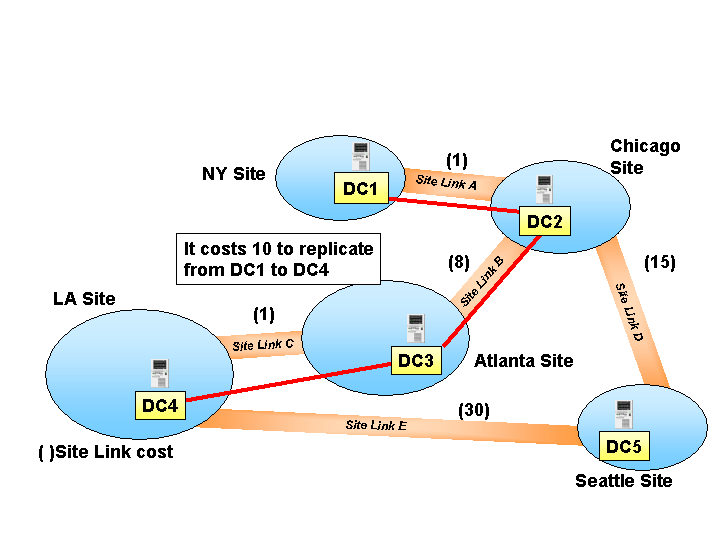 Chicago
Site
(1)
NY Site
Site Link A
DC1
DC2
It costs 10 to replicate
from DC1 to DC4
(8)
(15)
Site Link B
LA Site
(1)
Site Link D
Site Link C
DC3
Atlanta Site
DC4
(30)
Site Link E
DC5
( )Site Link cost
Seattle Site